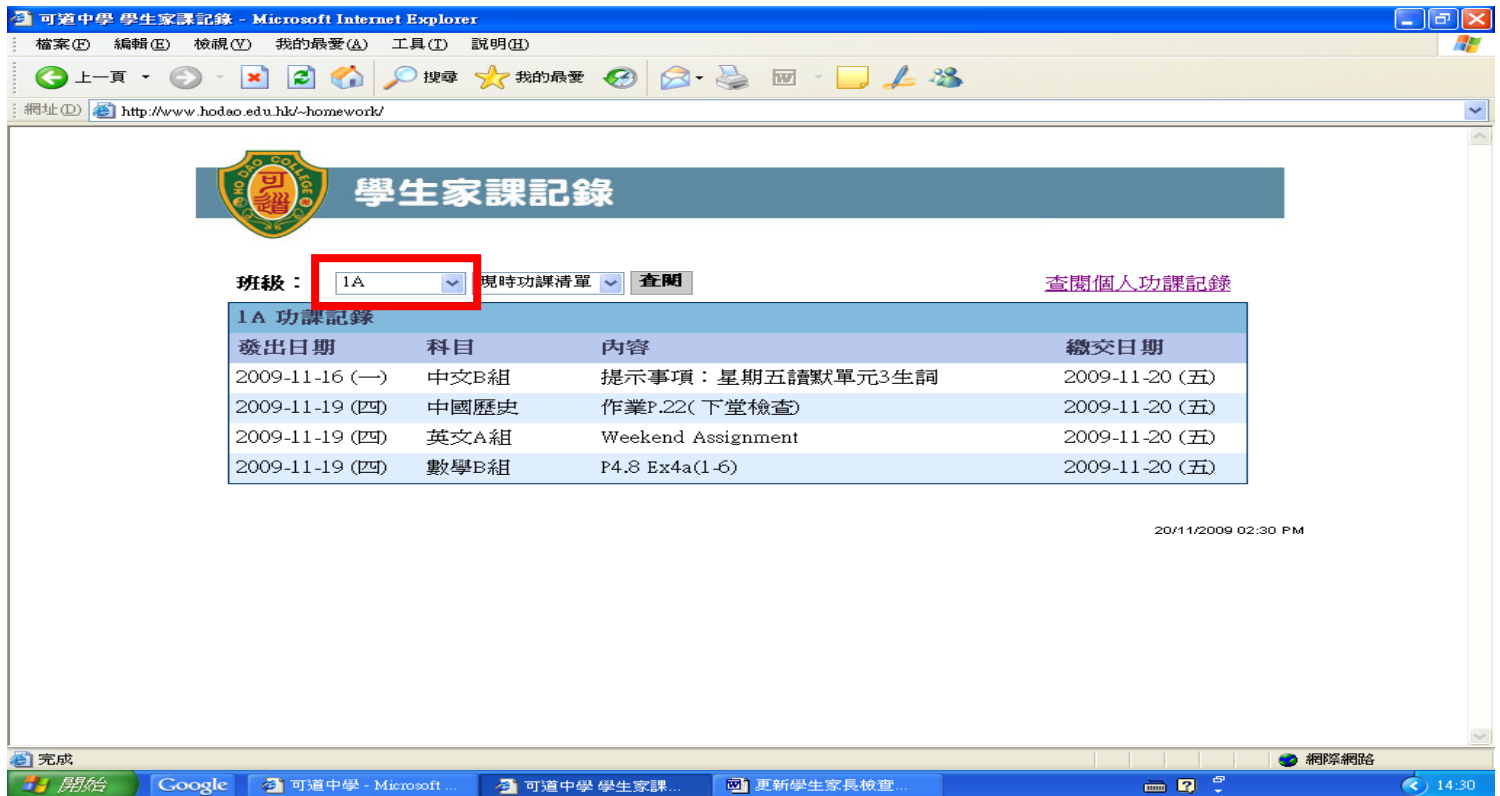 可道中學 學生家課記錄 - Microsoft Internet Explorer
檔案(F) 編輯(E) 檢視(V) 我的最愛(A) 工具(T) 說明(H)
上一頁 搜尋 我的最愛
網址(D) http://www.hodao.edu.hk/~homework/
HO DAO COLLEGE 可道 學生家課記錄
班級： 1A 現時功課清單 查閱 查閱個人功課記錄
1A 功課記錄
發出日期 科目 內容 繳交日期
2009-11-16 (一) 中文B組 提示事項：星期五讀默單元3生詞 2009-11-20 (五)
2009-11-19 (四) 中國歷史 作業P.22( 下堂檢查) 2009-11-20 (五)
2009-11-19 (四) 英文A組 Weekend Assignment 2009-11-20 (五)
2009-11-19 (四) 數學B組 P4.8 Ex4a(1-6) 2009-11-20 (五)
20/11/2009 02:30 PM
完成 網際網路
開始 Google 可道中學 - Microsoft ... 可道中學 學生家課... 更新學生家長檢查... 14:30